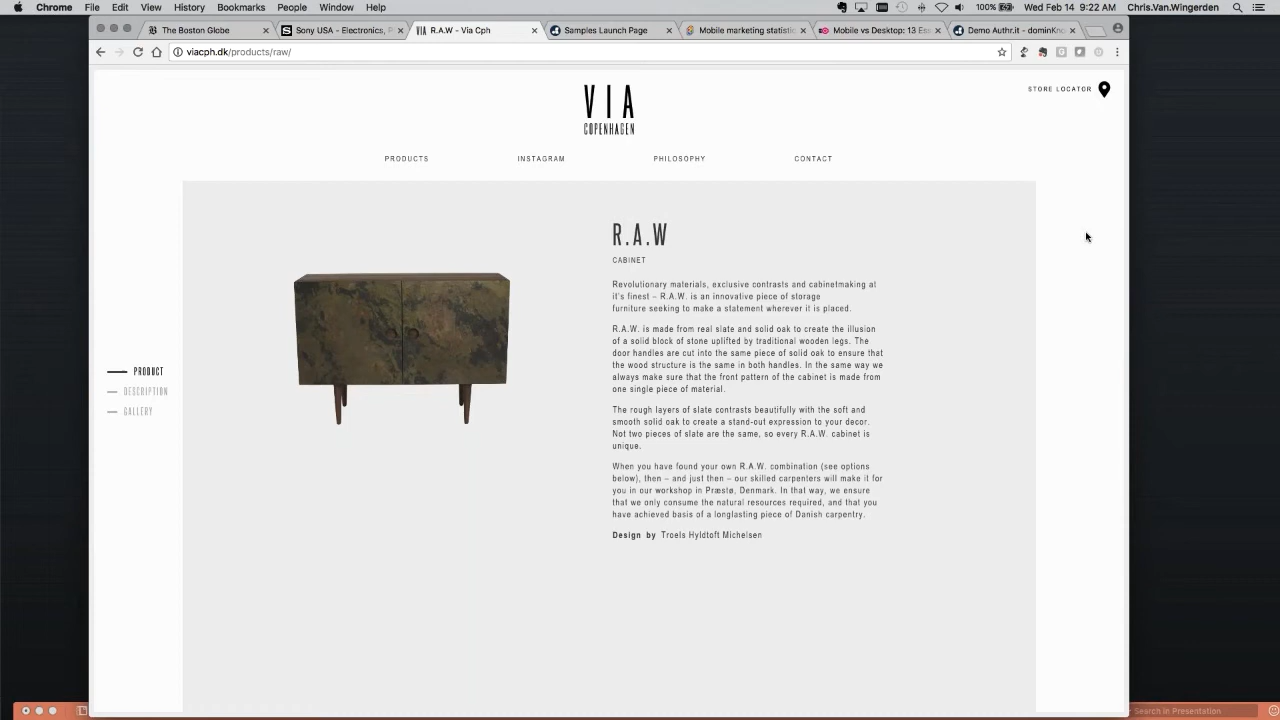 Chrome File Edit View History Bookmarks People Window Help 100% Wed Feb 14 9:22 AM Chris.Van.Wingerden
The Boston Globe Sony USA - Electronics, P R.A.W - Via Cph Samples Launch Page Mobile marketing statistic Mobile vs Desktop: 13 Ess Demo Authr.it - dominKno
viacph.dk/products/raw/
STORE LOCATOR
VIA
COPENHAGEN
PRODUCTS INSTAGRAM PHILOSOPHY CONTACT
R.A.W
CABINET
Revolutionary materials, exclusive contrasts and cabinetmaking at
it's finest – R.A.W. is an innovative piece of storage
furniture seeking to make a statement wherever it is placed.
R.A.W. is made from real slate and solid oak to create the illusion
of a solid block of stone uplifted by traditional wooden legs. The
door handles are cut into the same piece of solid oak to ensure that
the wood structure is the same in both handles. In the same way we
always make sure that the front pattern of the cabinet is made from
one single piece of material.
The rough layers of slate contrasts beautifully with the soft and
smooth solid oak to create a stand-out expression to your decor.
Not two pieces of slate are the same, so every R.A.W. cabinet is
unique.
When you have found your own R.A.W. combination (see options
below), then – and just then – our skilled carpenters will make it for
you in our workshop in Præstø, Denmark. In that way, we ensure
that we only consume the natural resources required, and that you
have achieved basis of a longlasting piece of Danish carpentry.
Design by Troels Hyldtoft Michelsen
PRODUCT
DESCRIPTION
GALLERY
Search in Presentation